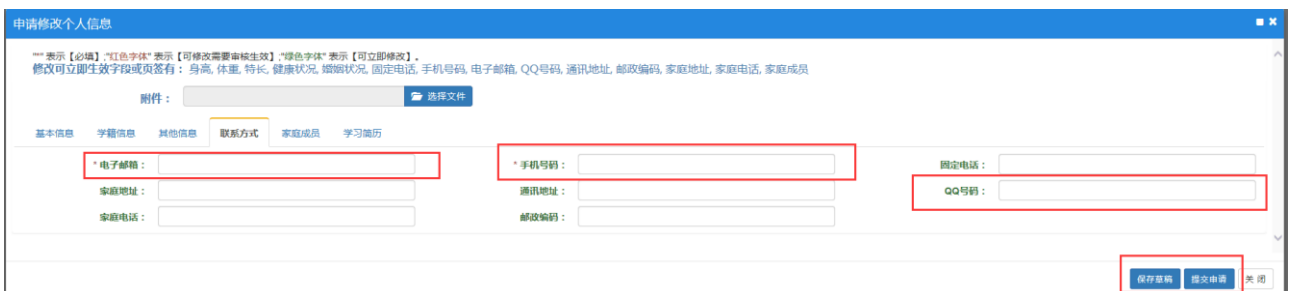 申请修改个人信息
"*" 表示【必填】;"红色字体" 表示【可修改需要审核生效】;"绿色字体" 表示【可立即修改】。
修改可立即生效字段或页签有：身高, 体重, 特长, 健康状况, 婚姻状况, 固定电话, 手机号码, 电子邮箱, QQ号码, 通讯地址, 邮政编码, 家庭地址, 家庭电话, 家庭成员
附件： 选择文件
基本信息 学籍信息 其他信息 联系方式 家庭成员 学习简历
* 电子邮箱： * 手机号码： 固定电话：
家庭地址： 通讯地址： QQ号码：
家庭电话： 邮政编码：
保存草稿 提交申请 关 闭